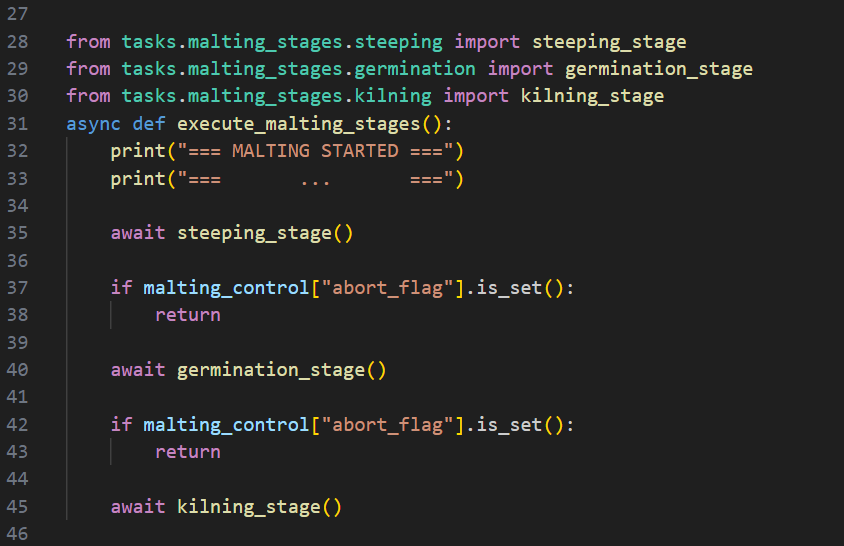 27
28 from tasks.malting_stages.steeping import steeping_stage
29 from tasks.malting_stages.germination import germination_stage
30 from tasks.malting_stages.kilning import kilning_stage
31 async def execute_malting_stages():
32     print("=== MALTING STARTED ===")
33     print("===       ...       ===")
34
35     await steeping_stage()
36
37     if malting_control["abort_flag"].is_set():
38         return
39
40     await germination_stage()
41
42     if malting_control["abort_flag"].is_set():
43         return
44
45     await kilning_stage()
46